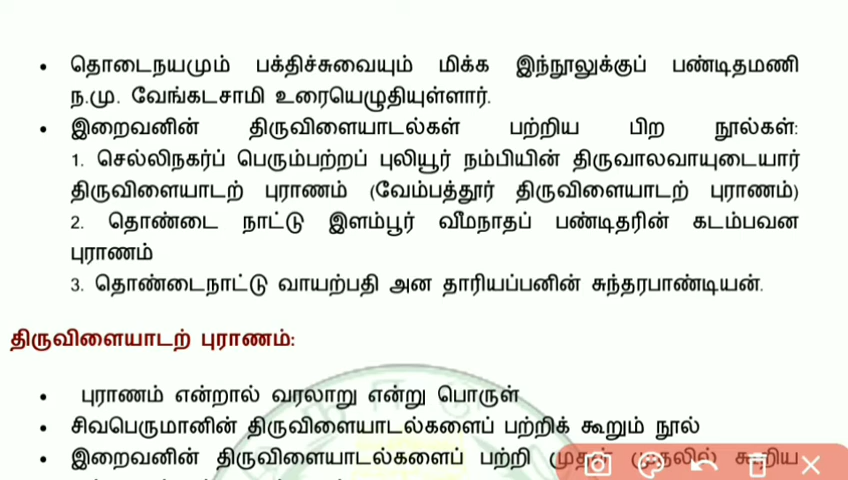 • தொடைநயமும் பக்திச்சுவையும் மிக்க இந்நூலுக்குப் பண்டிதமணி
ந.மு. வேங்கடசாமி உரையெழுதியுள்ளார்.
• இறைவனின் திருவிளையாடல்கள் பற்றிய பிற நூல்கள்:
1. செல்லிநகர்ப் பெரும்பற்றப் புலியூர் நம்பியின் திருவாலவாயுடையார்
திருவிளையாடற் புராணம் (வேம்பத்தூர் திருவிளையாடற் புராணம்)
2. தொண்டை நாட்டு இளம்பூர் வீமநாதப் பண்டிதரின் கடம்பவன
புராணம்
3. தொண்டைநாட்டு வாயற்பதி அன தாரியப்பனின் சுந்தரபாண்டியன்.
திருவிளையாடற் புராணம்:
• புராணம் என்றால் வரலாறு என்று பொருள்
• சிவபெருமானின் திருவிளையாடல்களைப் பற்றிக் கூறும் நூல்
• இறைவனின் திருவிளையாடல்களைப் பற்றி முதன் முதலில் கூறிய